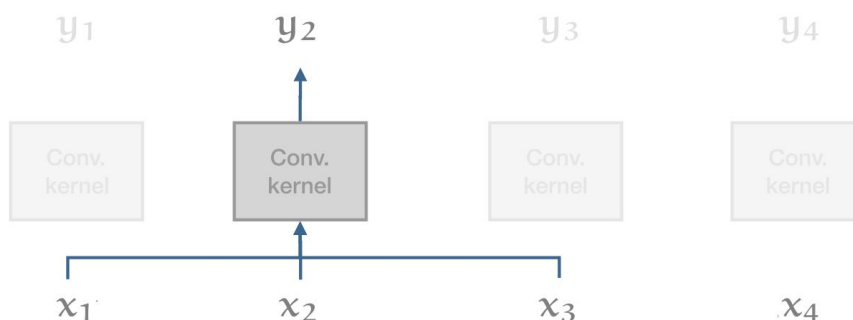 y1 y2 y3 y4
Conv. Conv. Conv. Conv.
kernel kernel kernel kernel
x1 x2 x3 x4